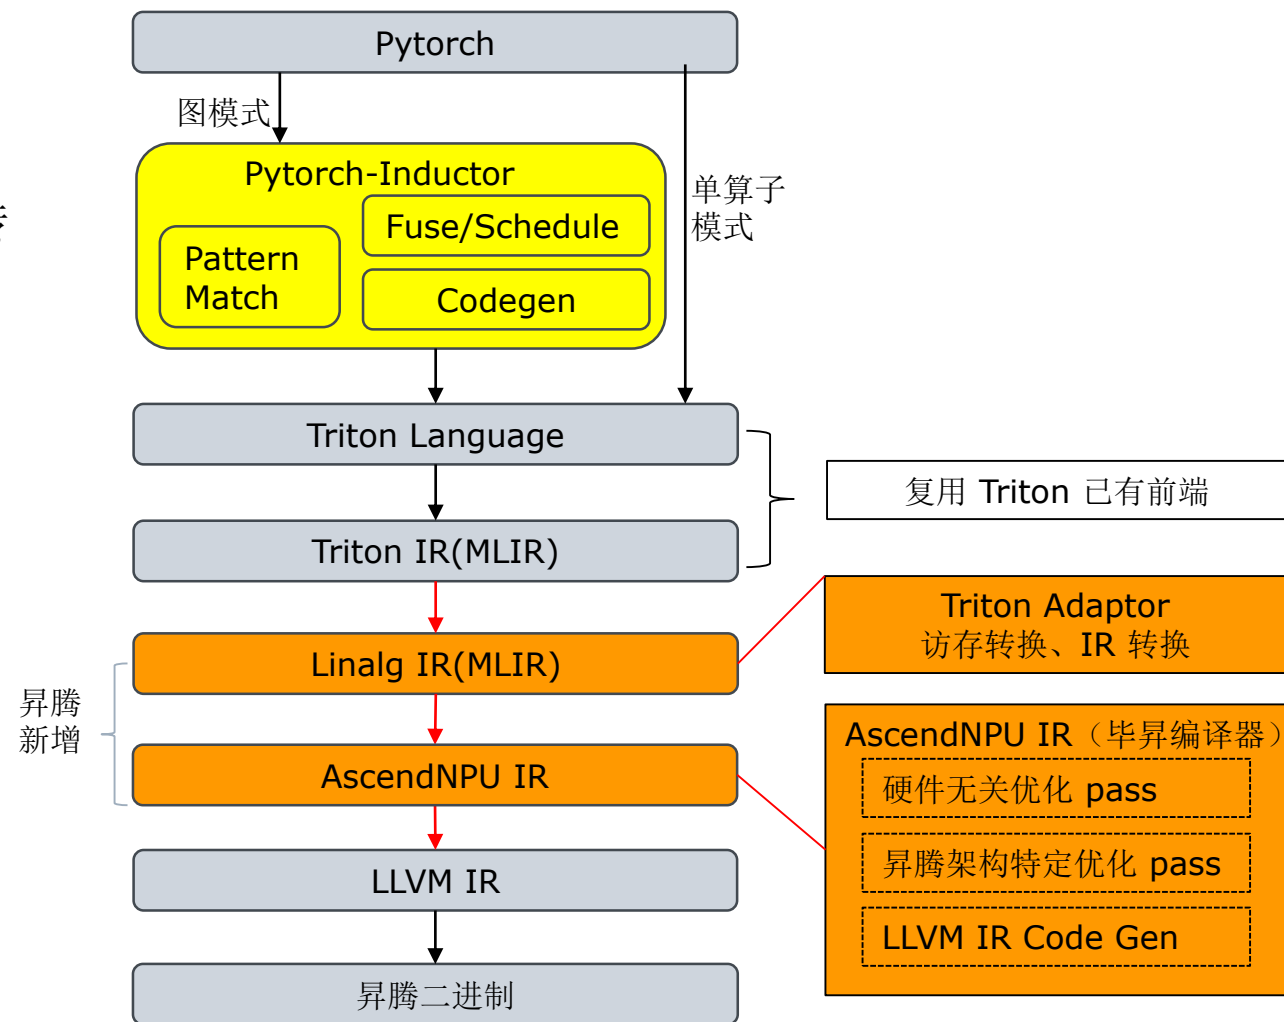 Pytorch
图模式
Pytorch-Inductor
Fuse/Schedule
Pattern
Match
Codegen
单算子
模式
Triton Language
复用 Triton 已有前端
Triton IR(MLIR)
Triton Adaptor
访存转换、IR 转换
Linalg IR(MLIR)
昇腾
新增
AscendNPU IR
AscendNPU IR（毕昇编译器）
硬件无关优化 pass
昇腾架构特定优化 pass
LLVM IR Code Gen
LLVM IR
昇腾二进制